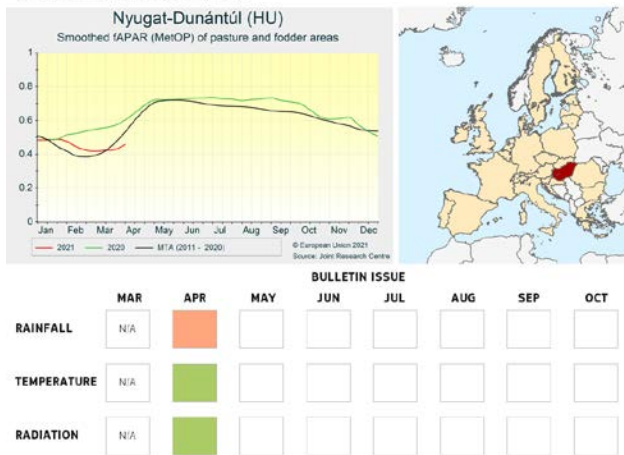 Nyugat-Dunántúl (HU)
Smoothed fAPAR (MetOP) of pasture and fodder areas
1
0.8
0.6
0.4
0.2
0
Jan Feb Mar Apr May Jun Jul Aug Sep Oct Nov Dec
2021 2020 MTA (2011 - 2020)
© European Union 2021
Source: Joint Research Centre
BULLETIN ISSUE
MAR APR MAY JUN JUL AUG SEP OCT
RAINFALL N/A
TEMPERATURE N/A
RADIATION N/A